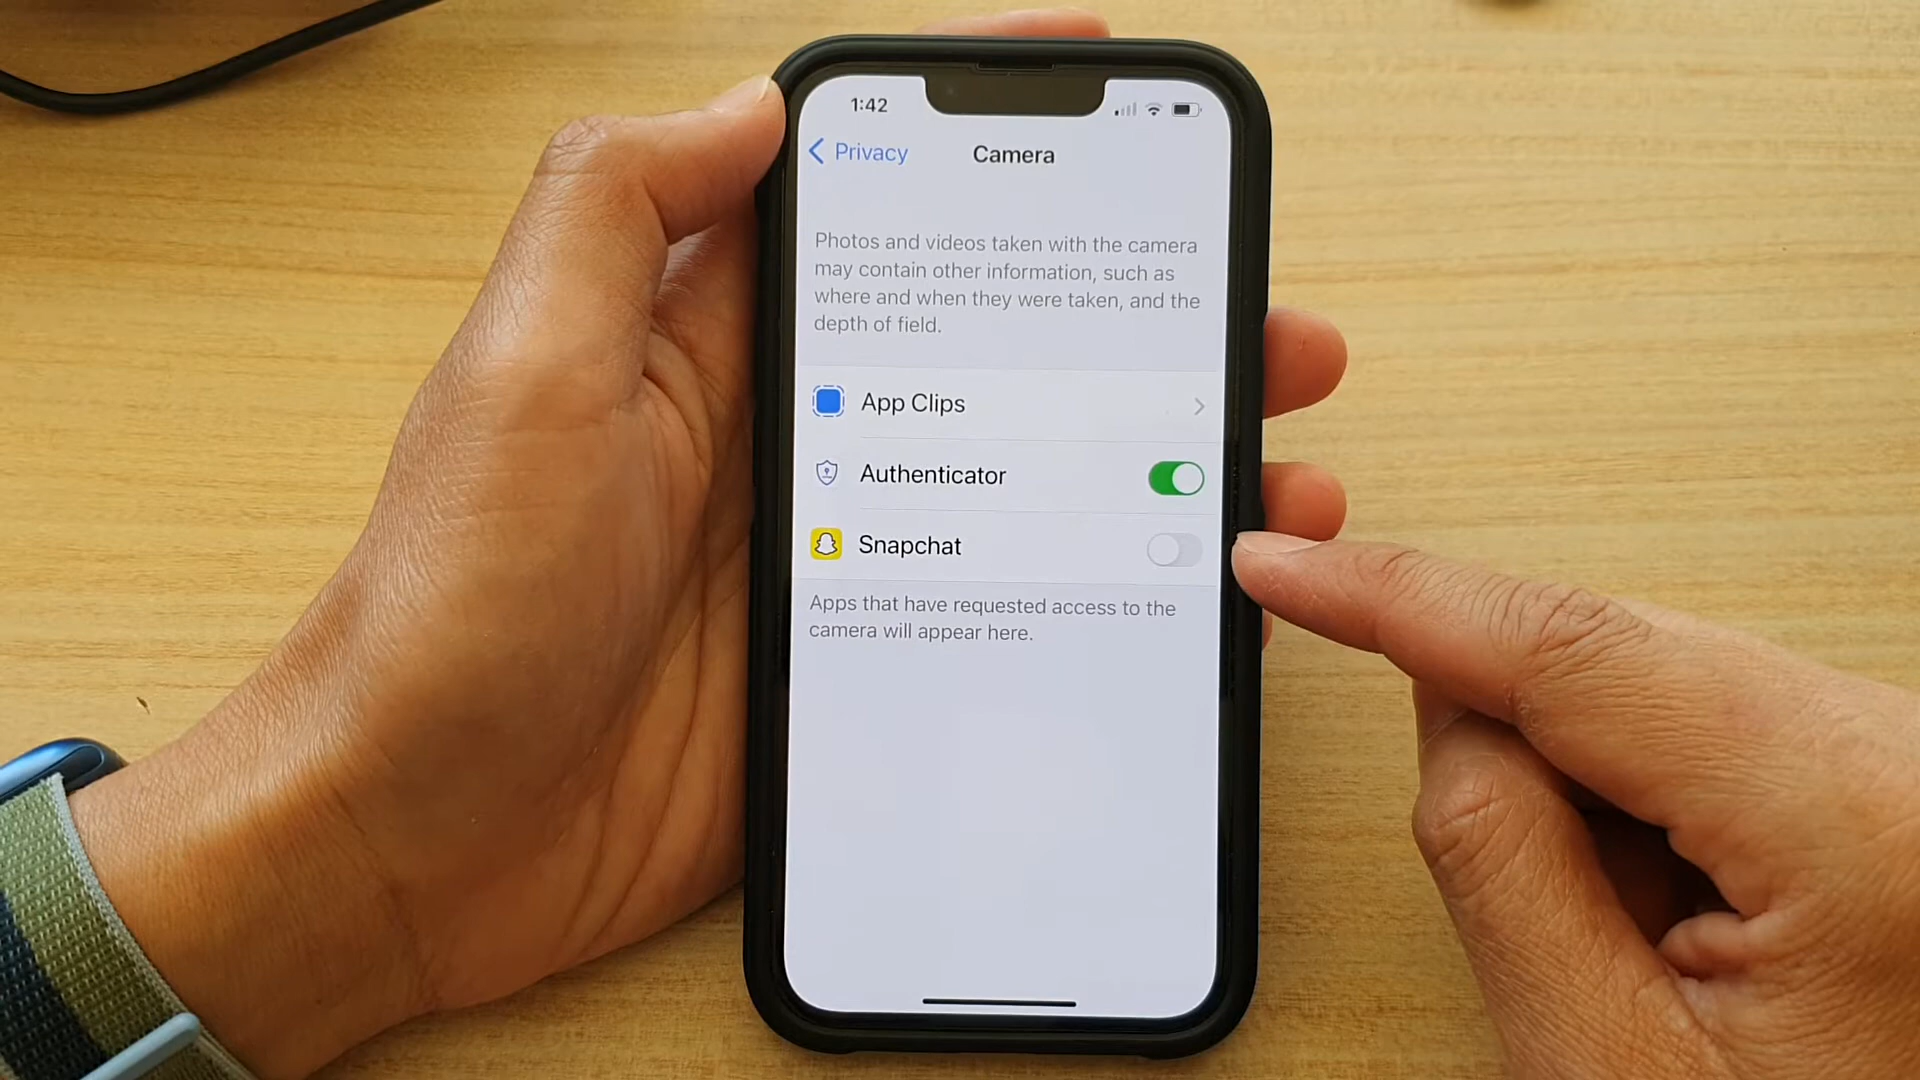 1:42
Privacy
Camera
Photos and videos taken with the camera
may contain other information, such as
where and when they were taken, and the
depth of field.
App Clips
Authenticator
Snapchat
Apps that have requested access to the
camera will appear here.